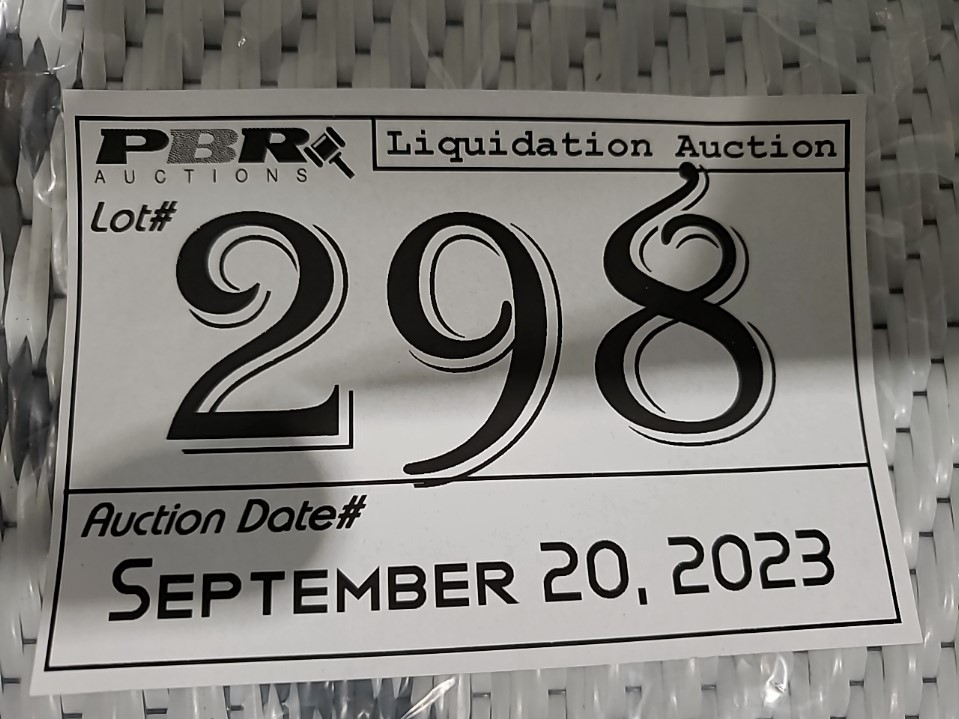 PBR
AUCTIONS
Liquidation Auction
Lot#
298
Auction Date#
September 20, 2023